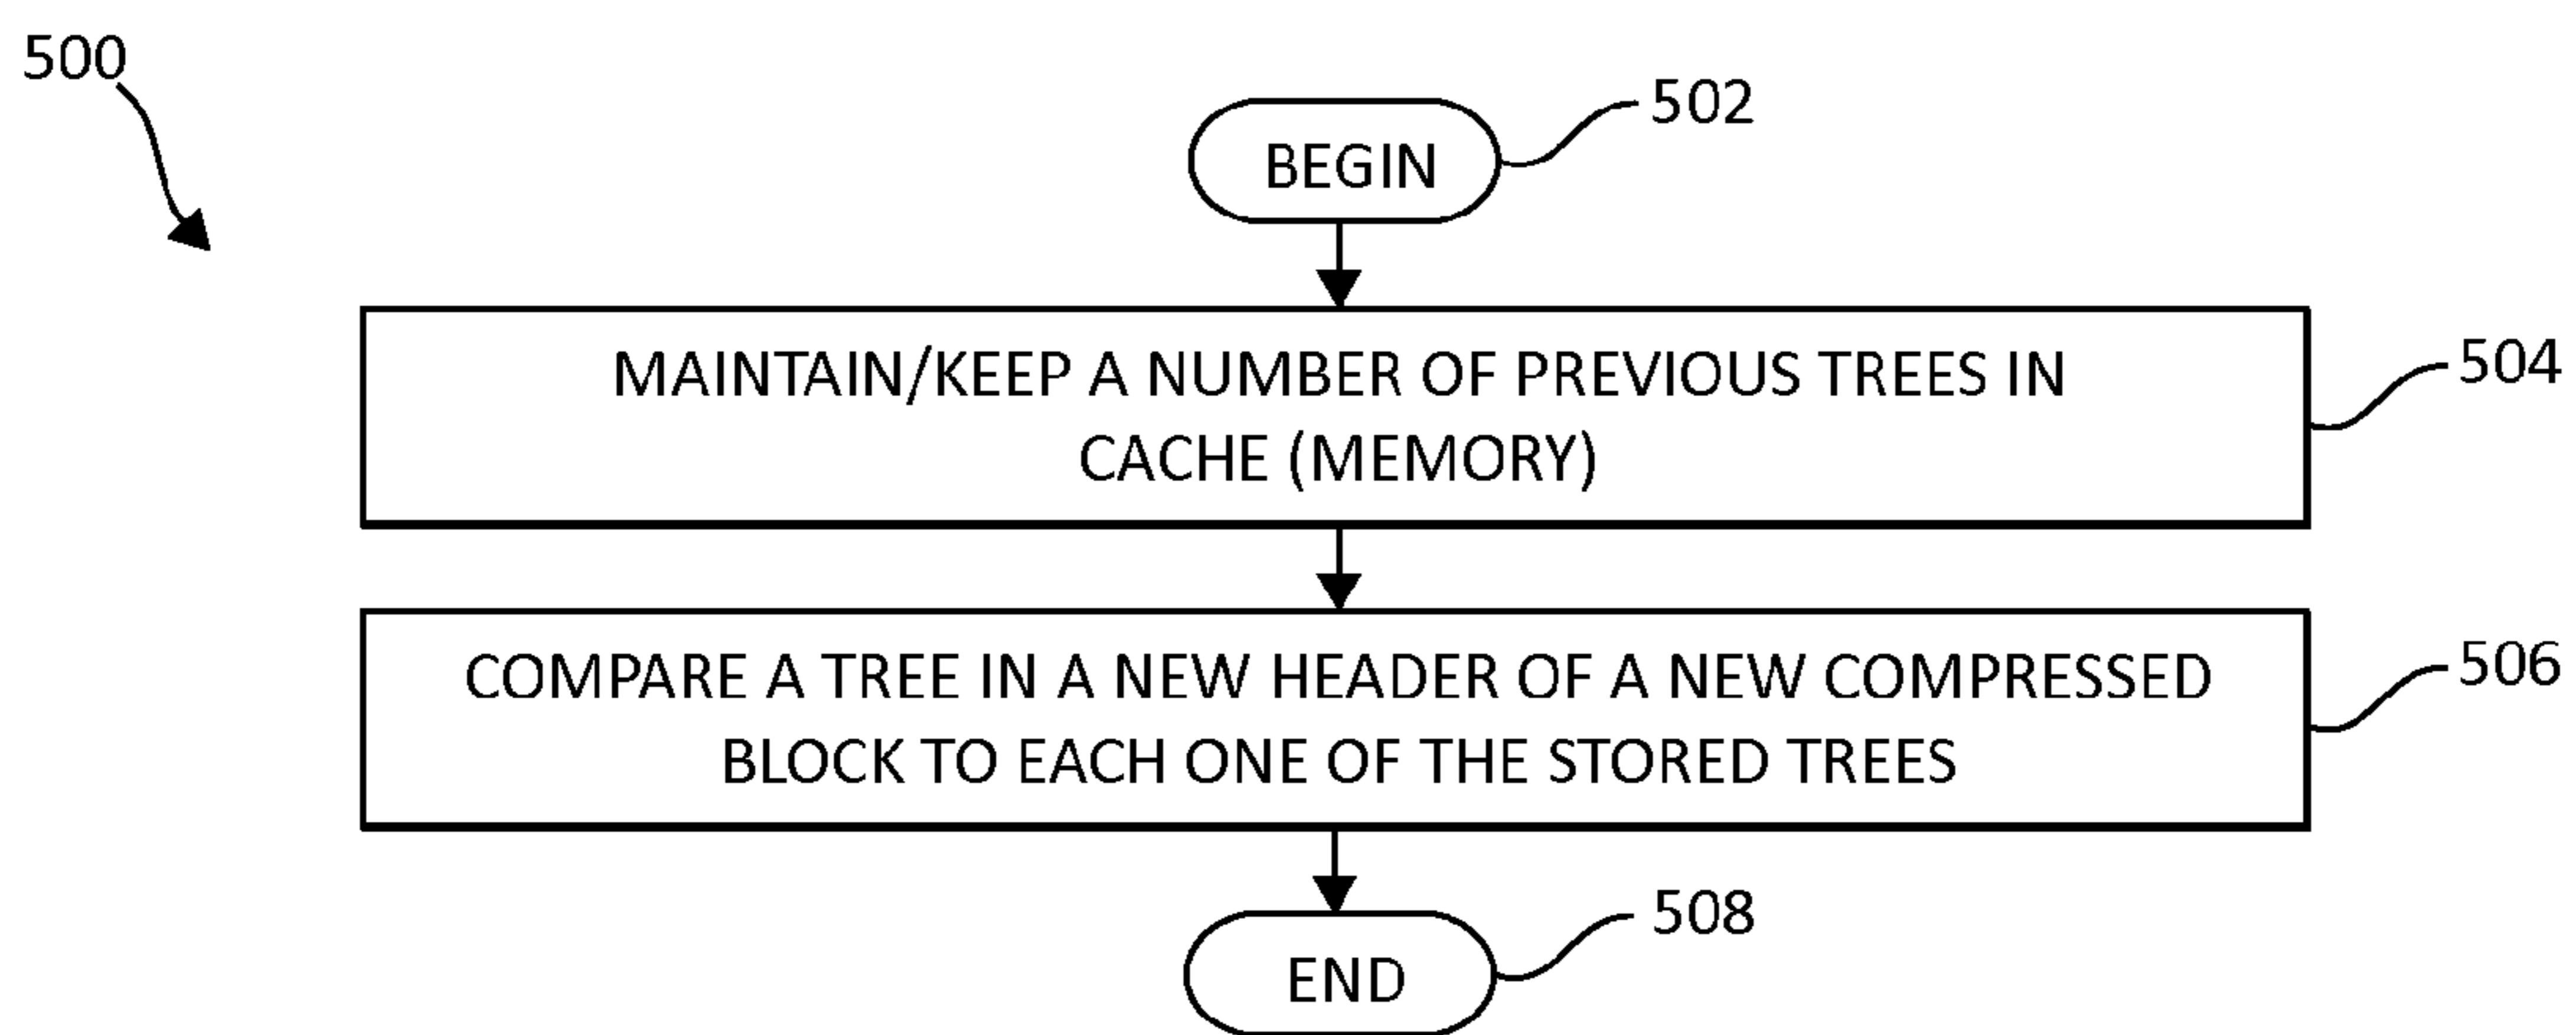 500
BEGIN
502
MAINTAIN/KEEP A NUMBER OF PREVIOUS TREES IN
CACHE (MEMORY)
504
COMPARE A TREE IN A NEW HEADER OF A NEW COMPRESSED
BLOCK TO EACH ONE OF THE STORED TREES
506
END
508